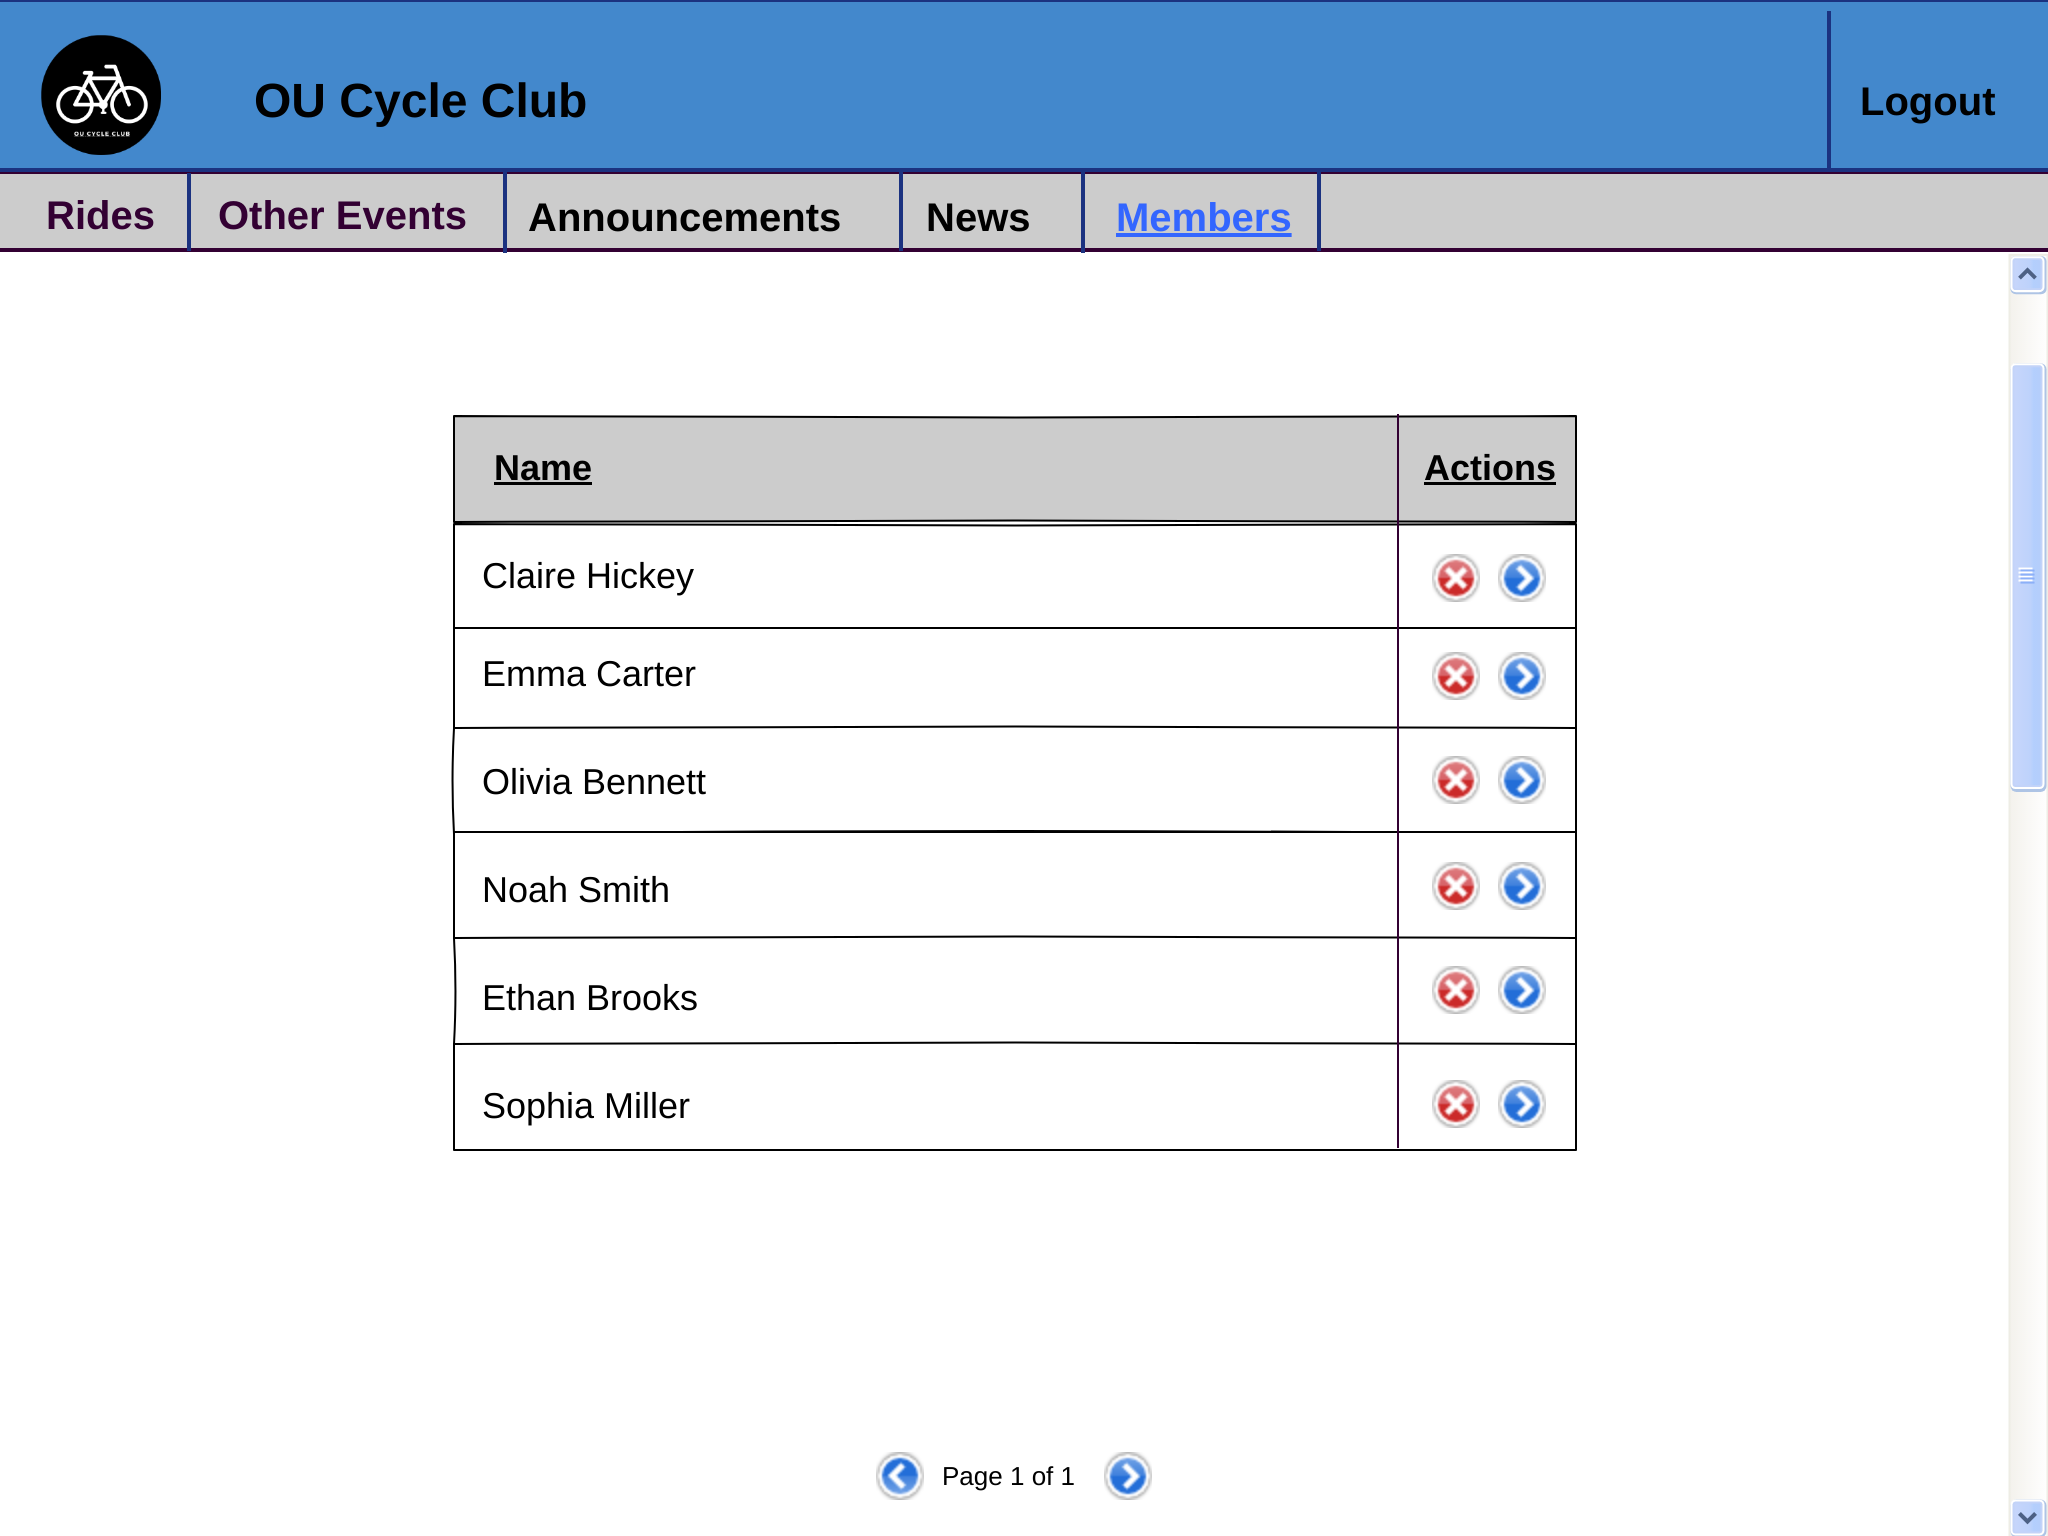 OU CYCLE CLUB
OU Cycle Club
Logout
Rides
Other Events
Announcements
News
Members
Name
Actions
Claire Hickey
Emma Carter
Olivia Bennett
Noah Smith
Ethan Brooks
Sophia Miller
Page 1 of 1